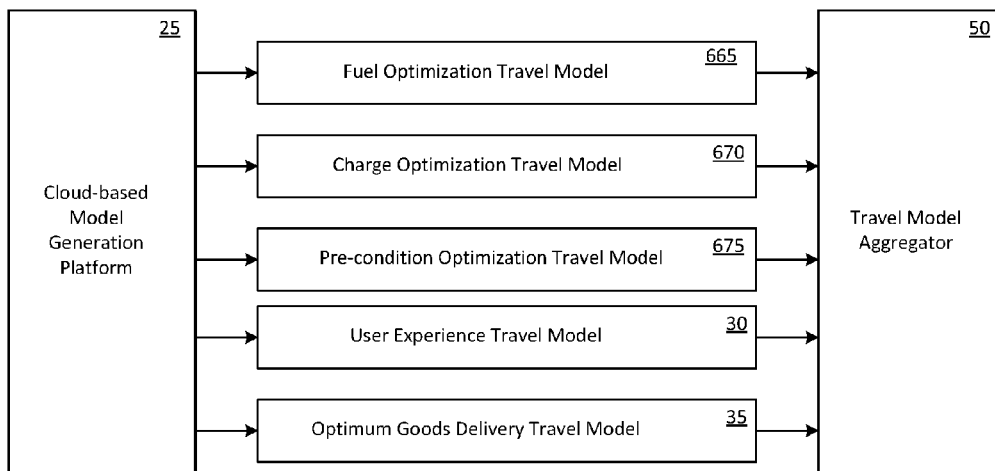 25
Cloud-based
Model
Generation
Platform
Fuel Optimization Travel Model 665
Charge Optimization Travel Model 670
Pre-condition Optimization Travel Model 675
User Experience Travel Model 30
Optimum Goods Delivery Travel Model 35
50
Travel Model
Aggregator